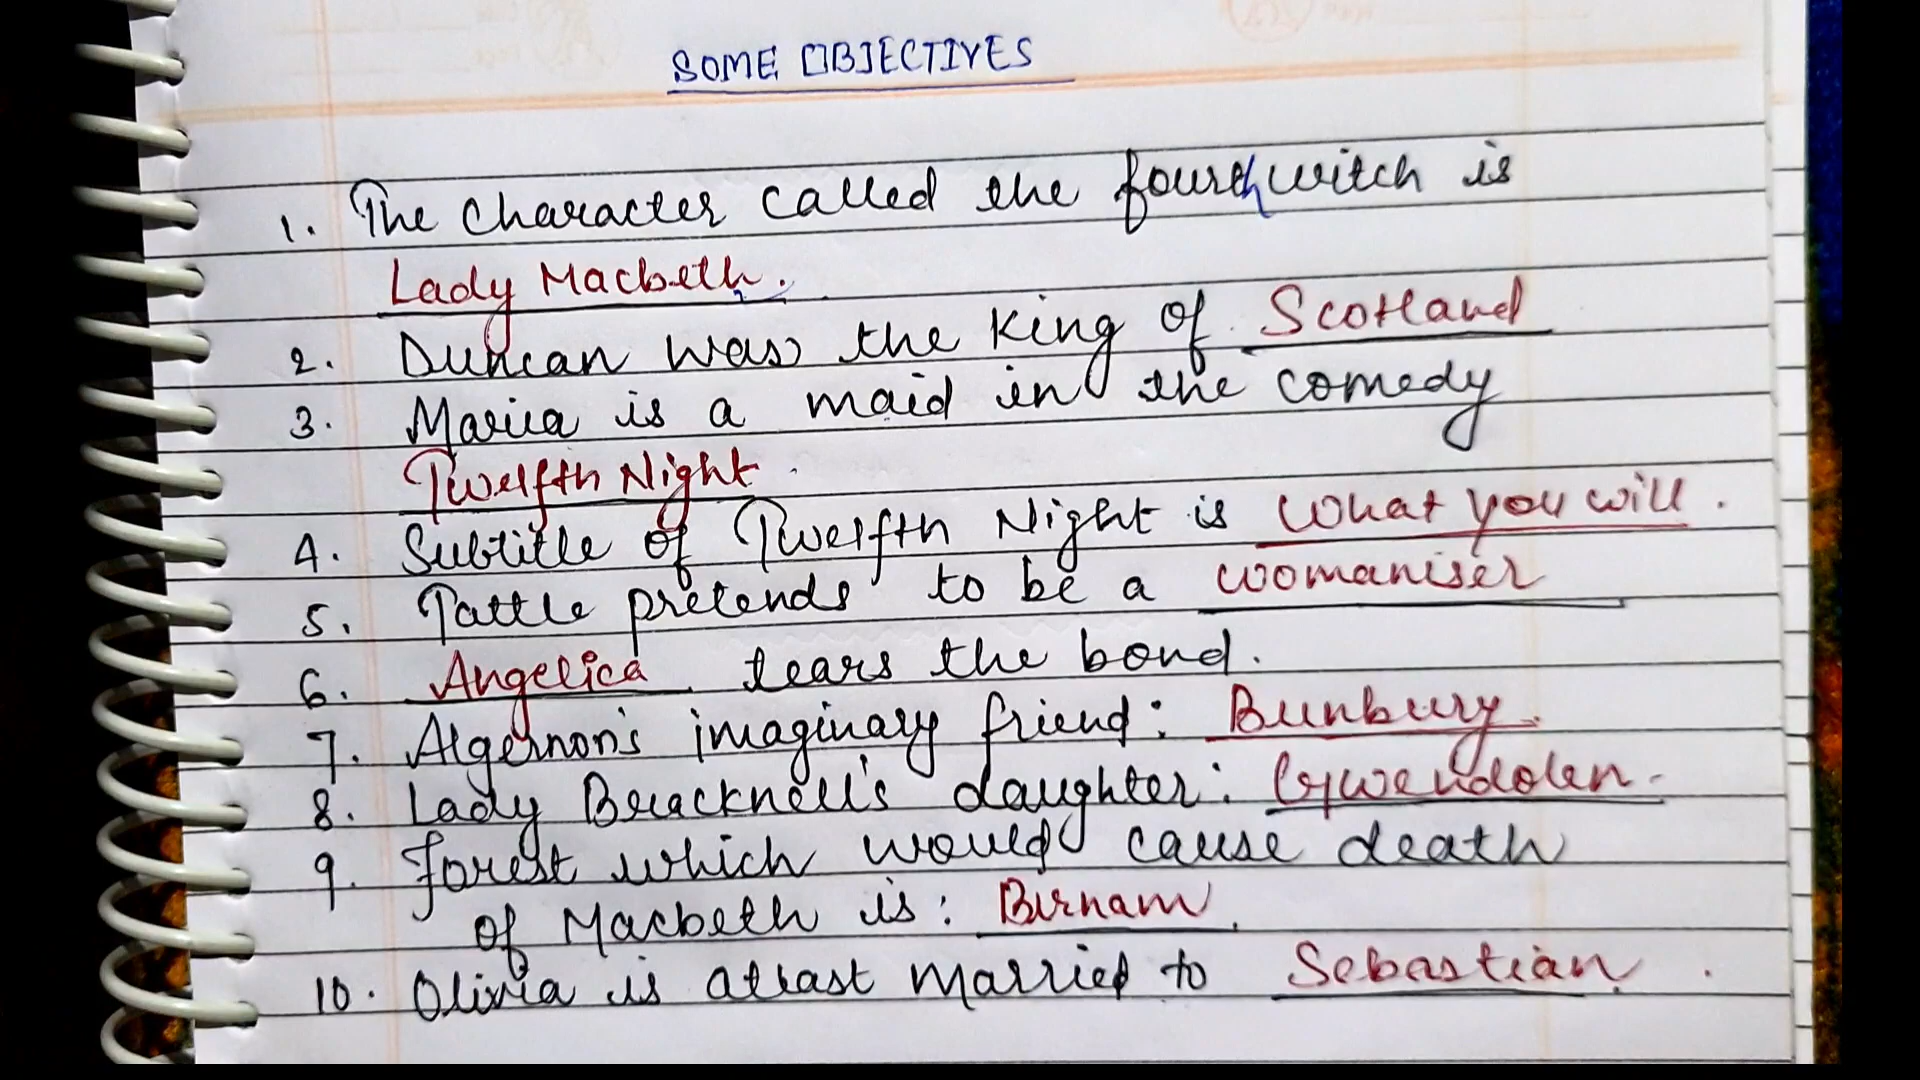 SOME OBJECTIVES
1. The character called the fourth witch is
Lady Macbeth.
2. Duncan was the King of Scotland
3. Maria is a maid in the comedy
Twelfth Night.
4. Subtitle of Twelfth Night is What you will.
5. Tattle pretends to be a womaniser
6. Angelica tears the bond.
7. Algernon's imaginary friend: Bunbury.
8. Lady Bracknell's daughter: Gwendolen.
9. Forest which would cause death
of Macbeth is: Birnam.
10. Olivia is atlast married to Sebastian.